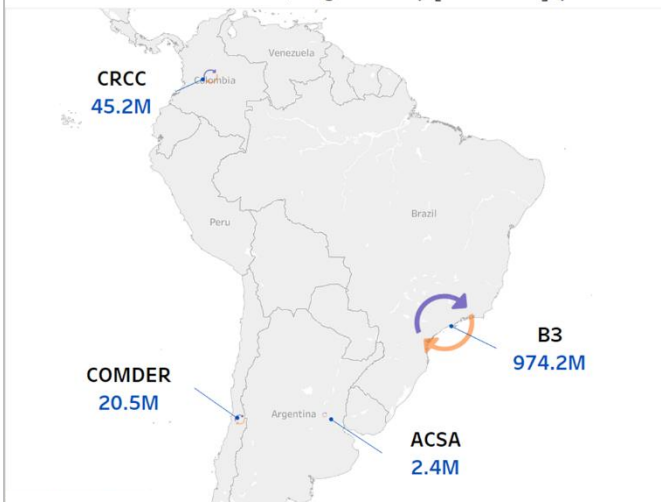 Venezuela
CRCC
Colombia
45.2M
Peru
Brazil
B3
974.2M
COMDER
20.5M
Argentina
ACSA
2.4M